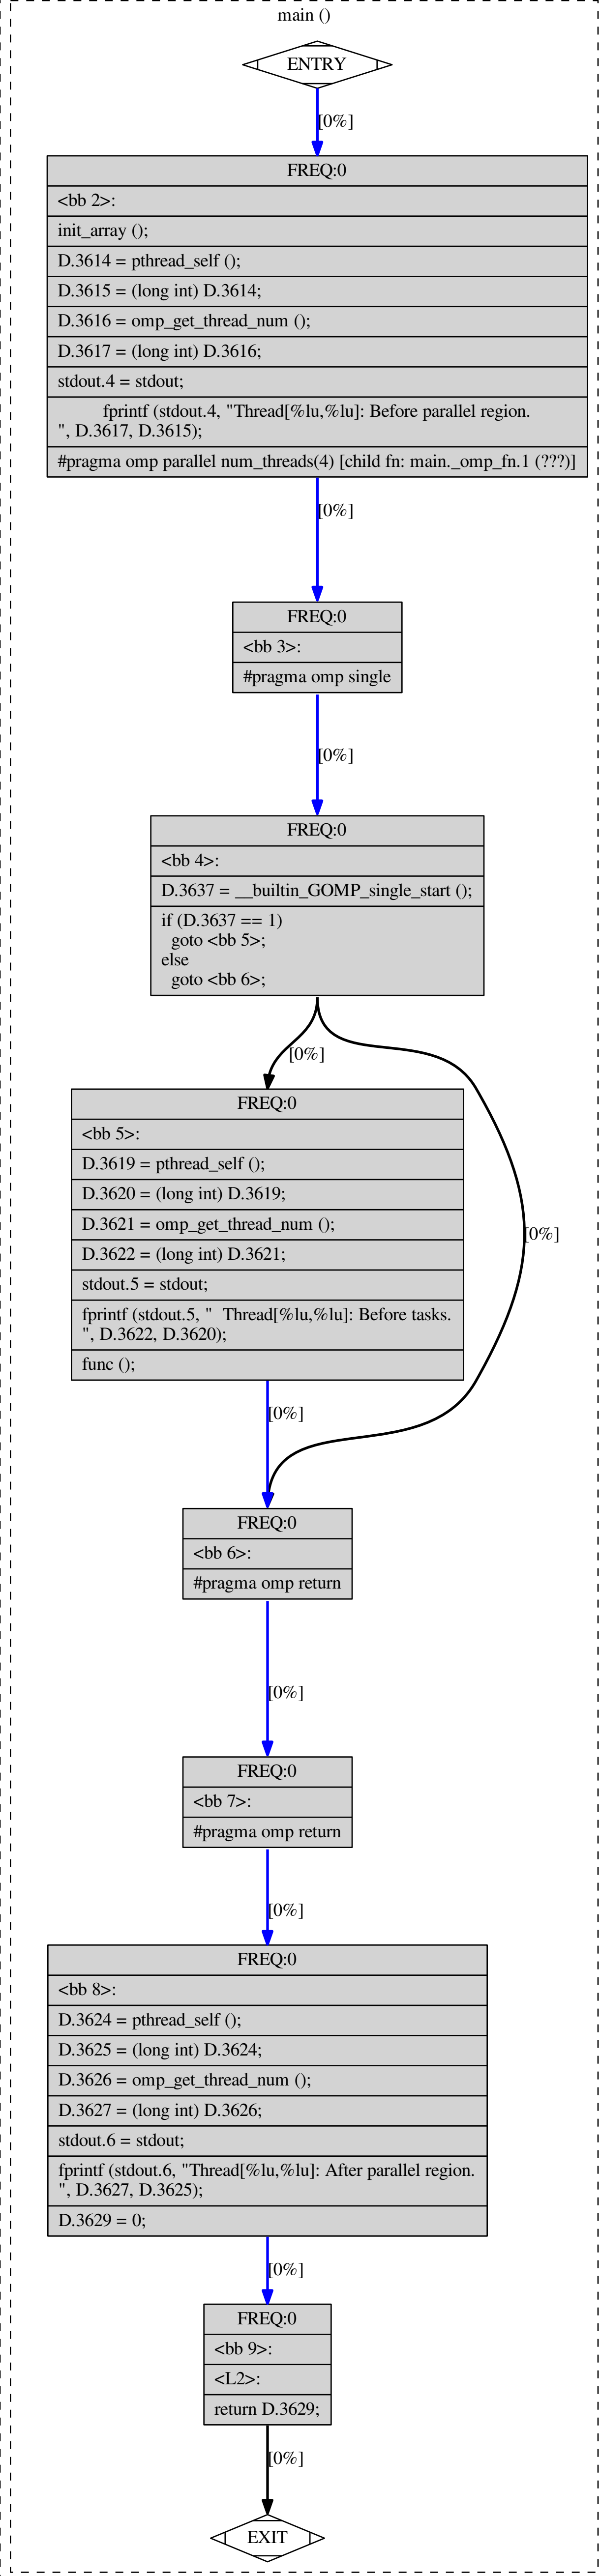 main ()
ENTRY
[0%]
FREQ:0
<bb 2>:
init_array ();
D.3614 = pthread_self ();
D.3615 = (long int) D.3614;
D.3616 = omp_get_thread_num ();
D.3617 = (long int) D.3616;
stdout.4 = stdout;
fprintf (stdout.4, "Thread[%lu,%lu]: Before parallel region.
", D.3617, D.3615);
#pragma omp parallel num_threads(4) [child fn: main._omp_fn.1 (???)]
[0%]
FREQ:0
<bb 3>:
#pragma omp single
[0%]
FREQ:0
<bb 4>:
D.3637 = __builtin_GOMP_single_start ();
if (D.3637 == 1)
goto <bb 5>;
else
goto <bb 6>;
[0%]
FREQ:0
<bb 5>:
D.3619 = pthread_self ();
D.3620 = (long int) D.3619;
D.3621 = omp_get_thread_num ();
[0%]
D.3622 = (long int) D.3621;
stdout.5 = stdout;
fprintf (stdout.5, "  Thread[%lu,%lu]: Before tasks.
", D.3622, D.3620);
func ();
[0%]
FREQ:0
<bb 6>:
#pragma omp return
[0%]
FREQ:0
<bb 7>:
#pragma omp return
[0%]
FREQ:0
<bb 8>:
D.3624 = pthread_self ();
D.3625 = (long int) D.3624;
D.3626 = omp_get_thread_num ();
D.3627 = (long int) D.3626;
stdout.6 = stdout;
fprintf (stdout.6, "Thread[%lu,%lu]: After parallel region.
", D.3627, D.3625);
D.3629 = 0;
[0%]
FREQ:0
<bb 9>:
<L2>:
return D.3629;
[0%]
EXIT